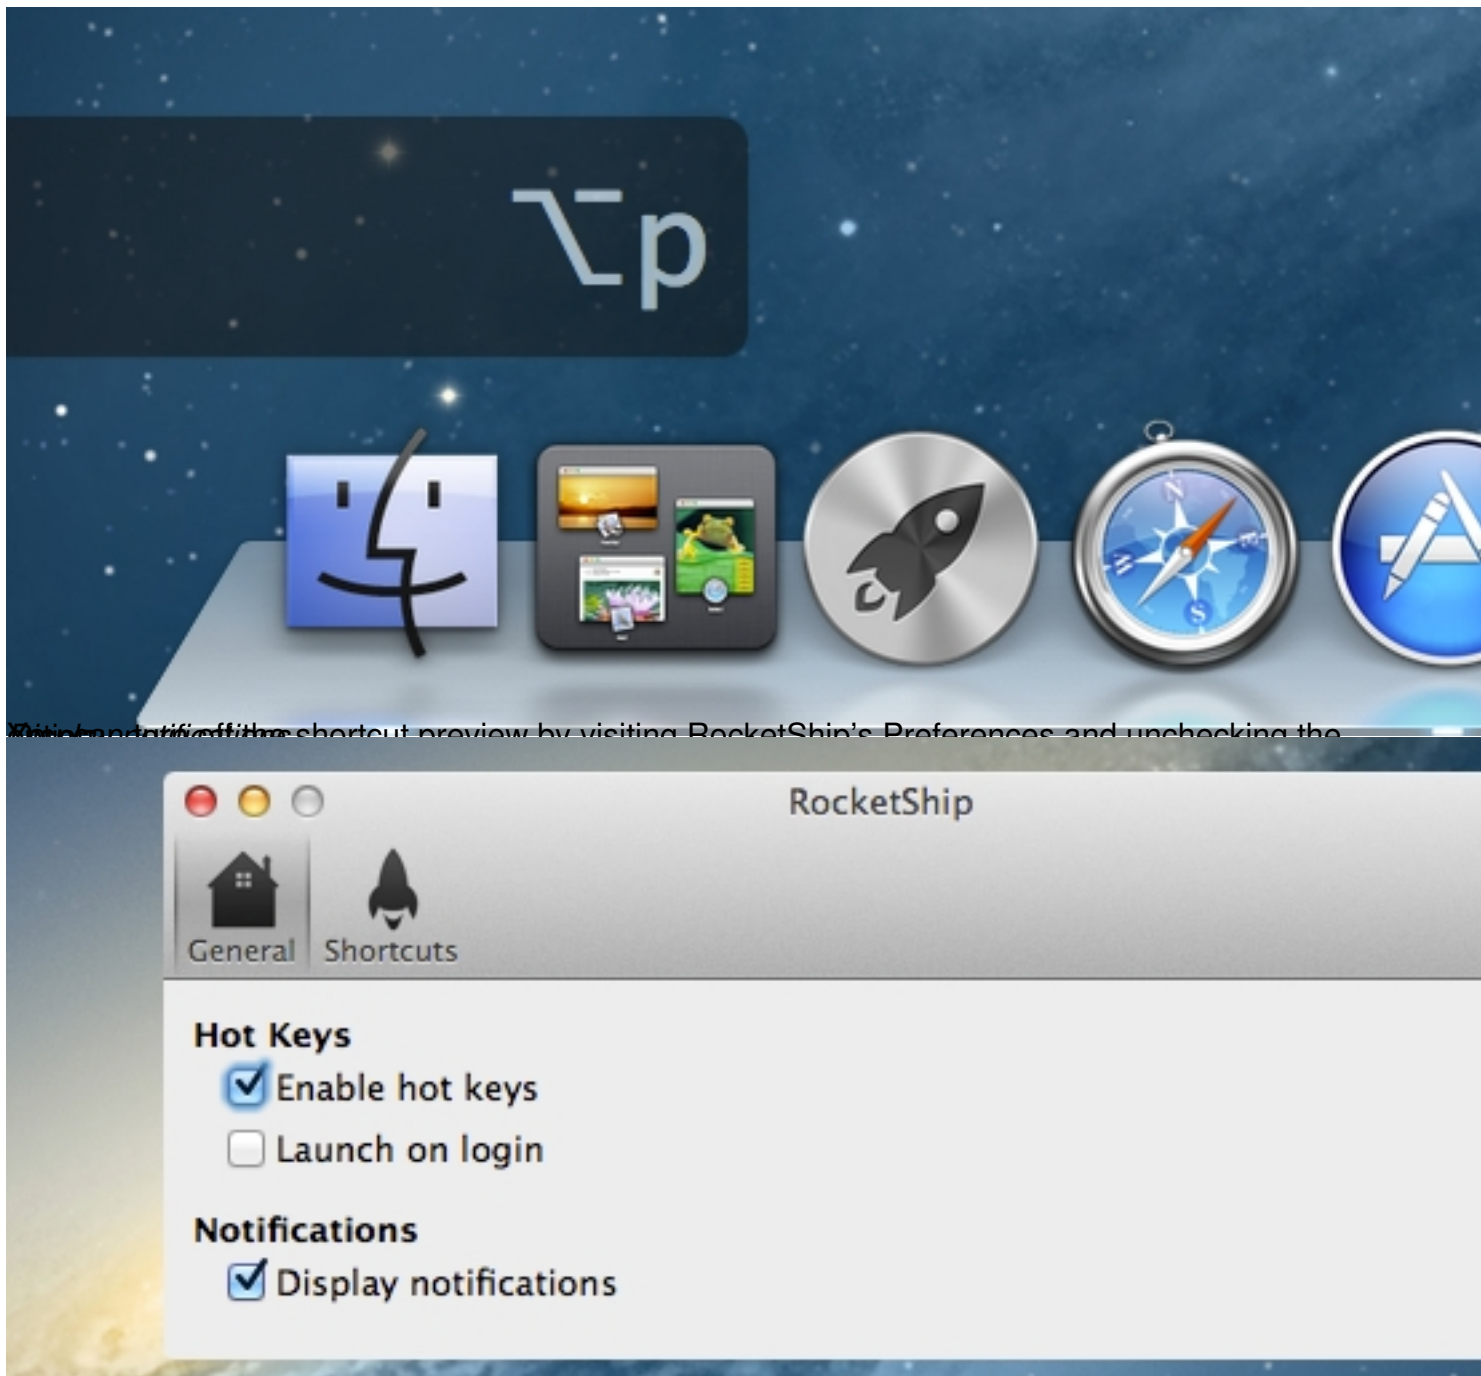 ⌥p
shortcut preview by visiting RocketShip's Preferences and unchecking the
RocketShip
General Shortcuts
Hot Keys
Enable hot keys
Launch on login
Notifications
Display notifications